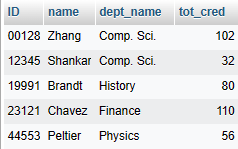 ID name dept_name tot_cred
00128 Zhang Comp. Sci. 102
12345 Shankar Comp. Sci. 32
19991 Brandt History 80
23121 Chavez Finance 110
44553 Peltier Physics 56